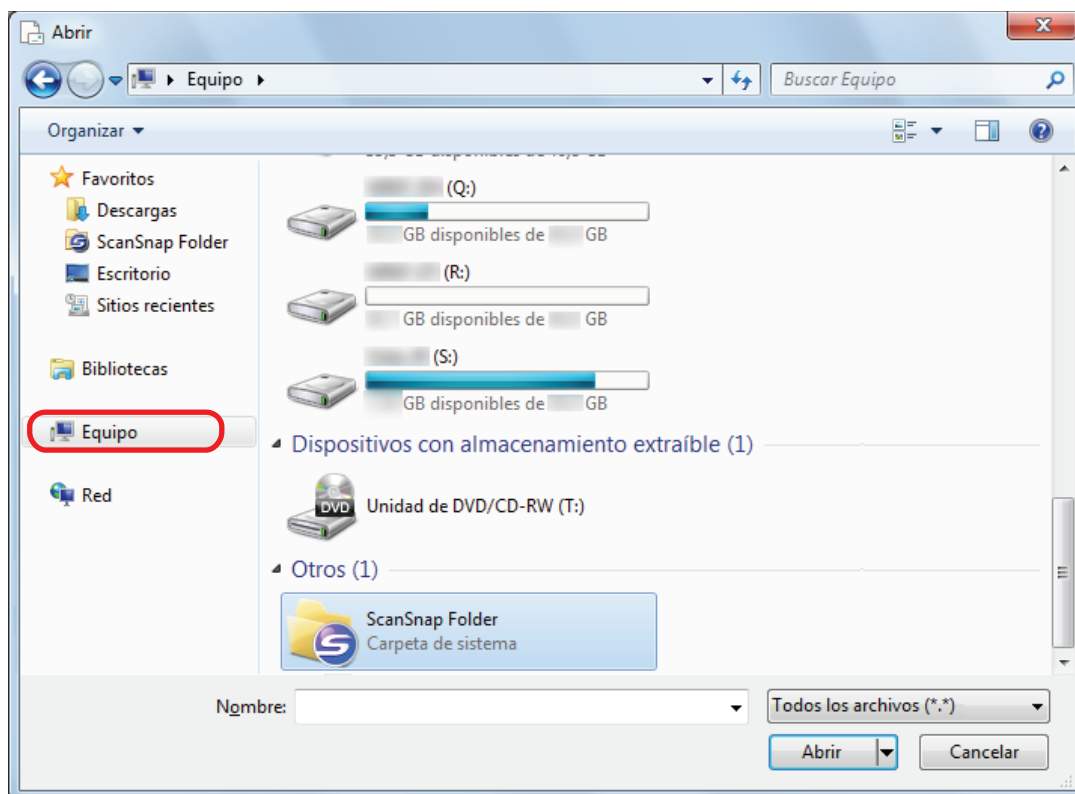 Abrir
Equipo
Buscar Equipo
Organizar
Favoritos
Descargas
ScanSnap Folder
Escritorio
Sitios recientes
Bibliotecas
Equipo
Red
(Q:)
GB disponibles de GB
(R:)
GB disponibles de GB
(S:)
GB disponibles de GB
Dispositivos con almacenamiento extraíble (1)
DVD
Unidad de DVD/CD-RW (T:)
Otros (1)
ScanSnap Folder
Carpeta de sistema
Nombre:
Todos los archivos (*.*)
Abrir
Cancelar